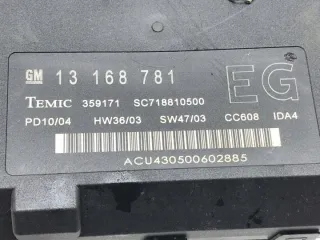 GM 13 168 781 EG
TEMIC 359171 SC718810500
PD10/04 HW36/03 SW47/03 CC608 IDA4
ACU430500602885